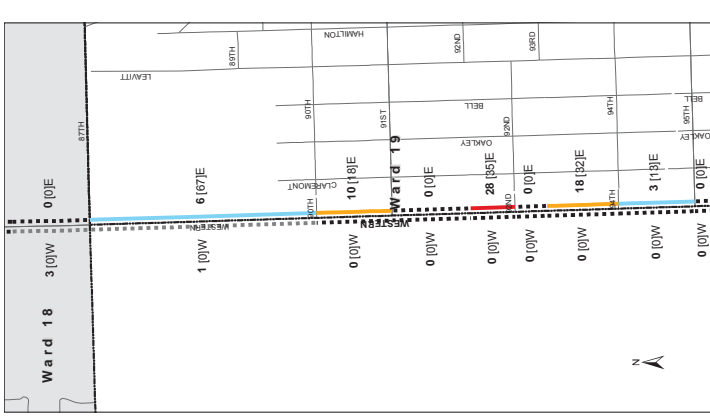 HAMILTON
LEAVITT
89TH
92ND
93RD
87TH
90TH
91ST
BELL
92ND
94TH
95TH
BELL
OAKLEY
OAKLEY
CLAREMONT
Ward 19
0 [0]E
6 [67]E
10 [18]E
0 [0]E
28 [35]E
0 [0]E
18 [32]E
3 [13]E
0 [0]E
90TH
92ND
94TH
WESTERN
WESTERN
3 [0]W
1 [0]W
0 [0]W
0 [0]W
0 [0]W
0 [0]W
0 [0]W
0 [0]W
0 [0]W
Ward 18
N